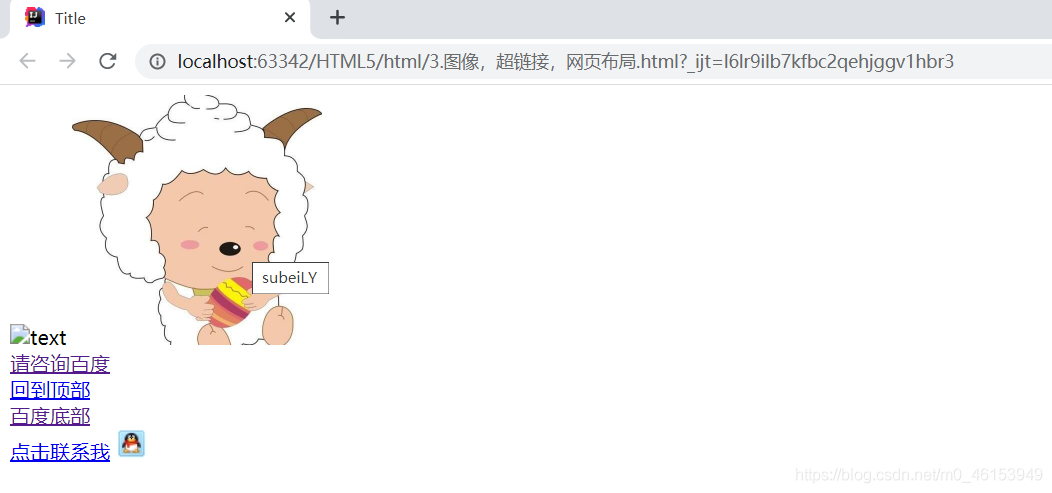 Title
localhost:63342/HTML5/html/3.图像，超链接，网页布局.html?_ijt=l6lr9ilb7kfbc2qehjggv1hbr3
subeiLY
text
请咨询百度
回到顶部
百度底部
点击联系我
https://blog.csdn.net/m0_46153949